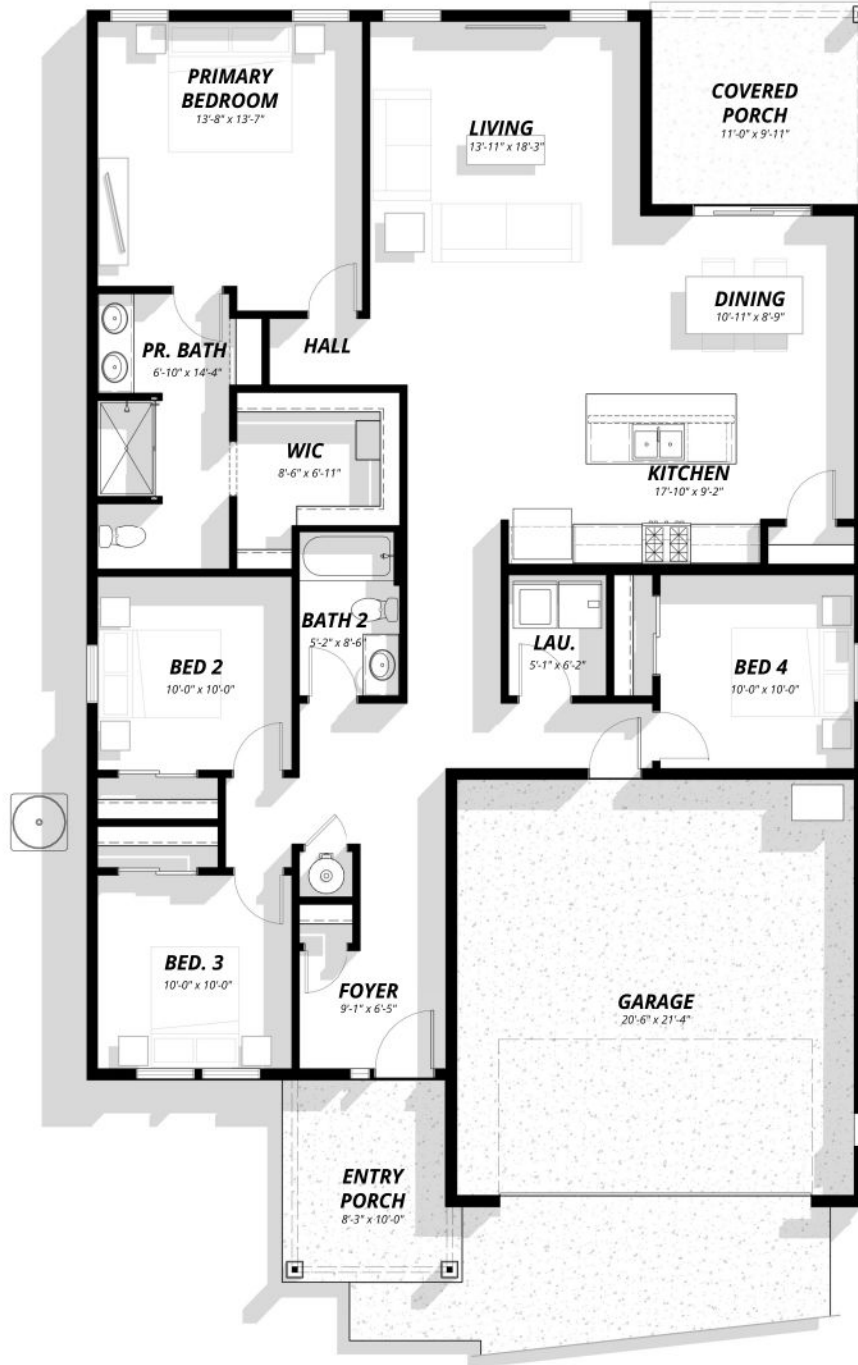 PRIMARY
BEDROOM
13'-8" x 13'-7"
LIVING
13'-11" x 18'-3"
COVERED
PORCH
11'-0" x 9'-11"
DINING
10'-11" x 8'-9"
HALL
PR. BATH
6'-10" x 14'-4"
WIC
8'-6" x 6'-11"
KITCHEN
17'-10" x 9'-2"
BATH 2
5'-2" x 8'-6"
LAU.
5'-1" x 6'-2"
BED 2
10'-0" x 10'-0"
BED 4
10'-0" x 10'-0"
BED. 3
10'-0" x 10'-0"
FOYER
9'-1" x 6'-5"
GARAGE
20'-6" x 21'-4"
ENTRY
PORCH
8'-3" x 10'-0"